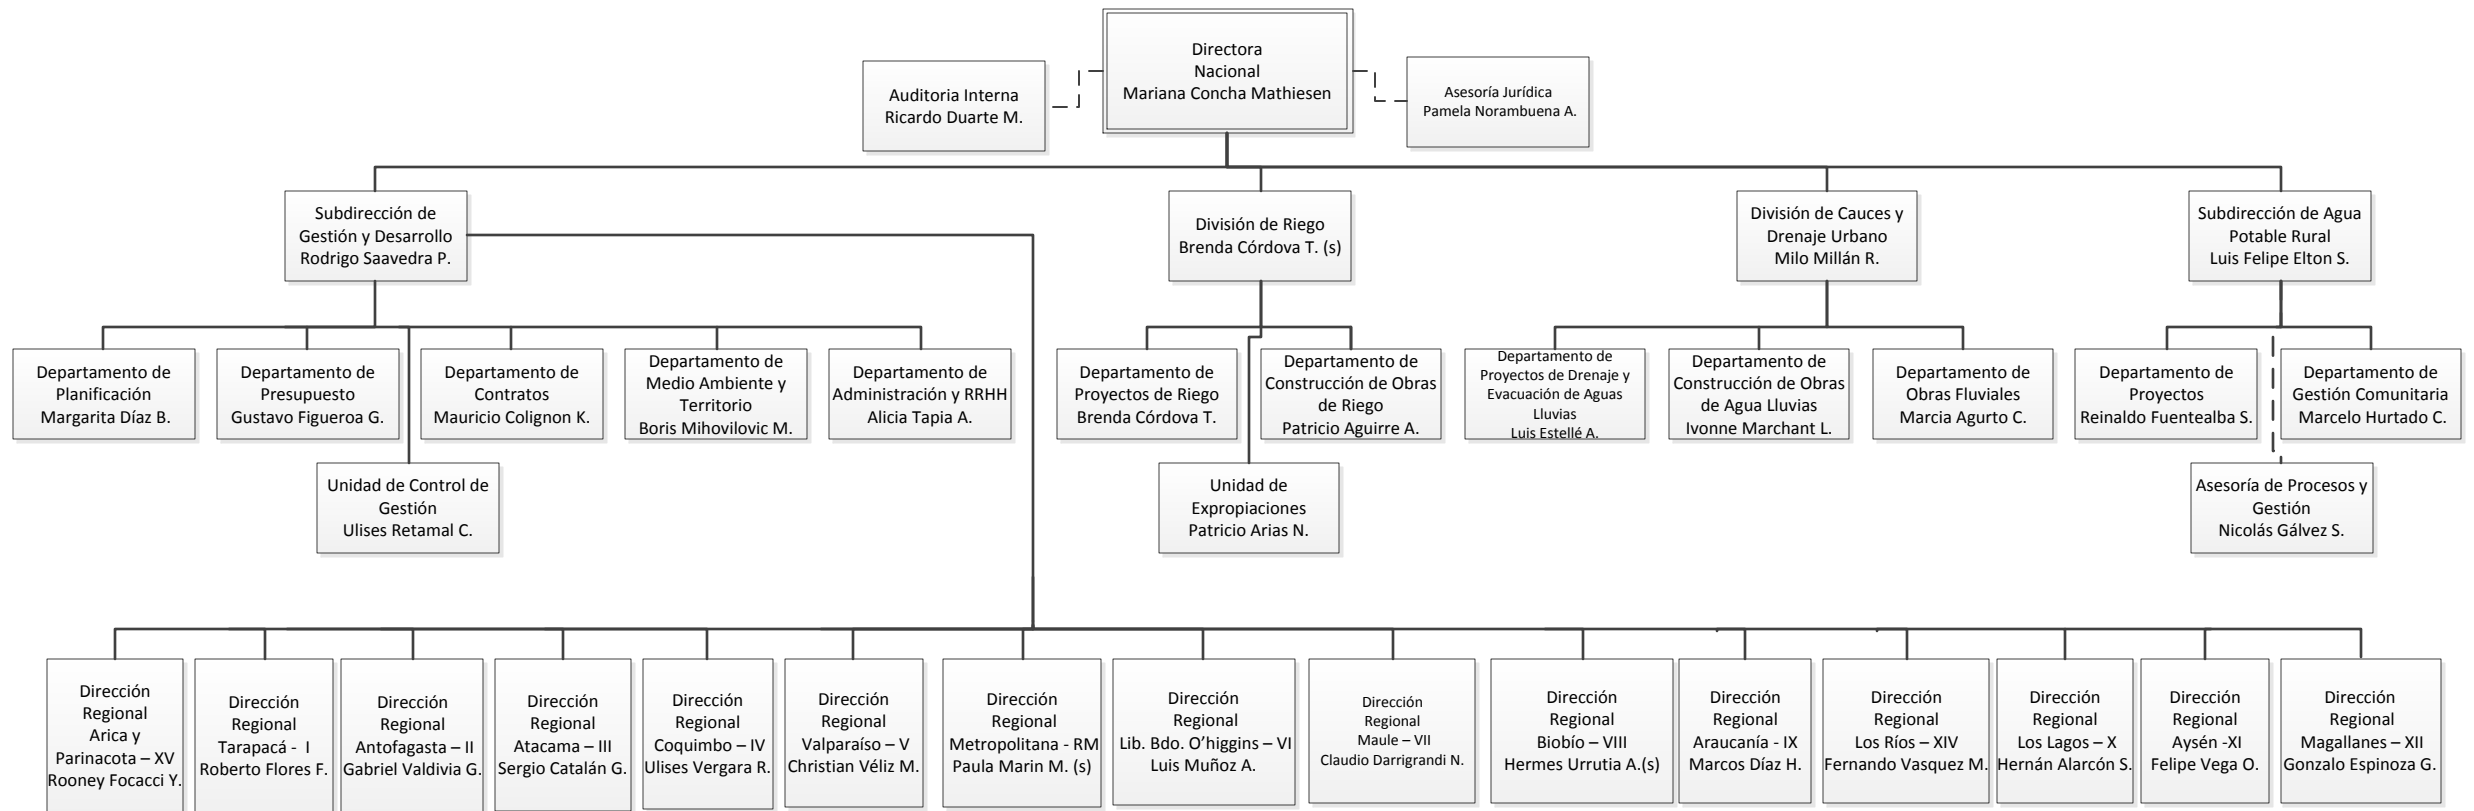 Directora
Nacional
Mariana Concha Mathiesen
Auditoria Interna
Ricardo Duarte M.
Asesoría Jurídica
Pamela Norambuena A.
Subdirección de
Gestión y Desarrollo
Rodrigo Saavedra P.
División de Riego
Brenda Córdova T. (s)
División de Cauces y
Drenaje Urbano
Milo Millán R.
Subdirección de Agua
Potable Rural
Luis Felipe Elton S.
Departamento de
Planificación
Margarita Díaz B.
Departamento de
Presupuesto
Gustavo Figueroa G.
Departamento de
Contratos
Mauricio Colignon K.
Departamento de
Medio Ambiente y
Territorio
Boris Mihovilovic M.
Departamento de
Administración y RRHH
Alicia Tapia A.
Departamento de
Proyectos de Riego
Brenda Córdova T.
Departamento de
Construcción de Obras
de Riego
Patricio Aguirre A.
Departamento de
Proyectos de Drenaje y
Evacuación de Aguas
Lluvias
Luis Estellé A.
Departamento de
Construcción de Obras
de Agua Lluvias
Ivonne Marchant L.
Departamento de
Obras Fluviales
Marcia Agurto C.
Departamento de
Proyectos
Reinaldo Fuentealba S.
Departamento de
Gestión Comunitaria
Marcelo Hurtado C.
Unidad de Control de
Gestión
Ulises Retamal C.
Unidad de
Expropiaciones
Patricio Arias N.
Asesoría de Procesos y
Gestión
Nicolás Gálvez S.
Dirección
Regional
Arica y
Parinacota – XV
Rooney Focacci Y.
Dirección
Regional
Tarapacá - I
Roberto Flores F.
Dirección
Regional
Antofagasta – II
Gabriel Valdivia G.
Dirección
Regional
Atacama – III
Sergio Catalán G.
Dirección
Regional
Coquimbo – IV
Ulises Vergara R.
Dirección
Regional
Valparaíso – V
Christian Véliz M.
Dirección
Regional
Metropolitana - RM
Paula Marin M. (s)
Dirección
Regional
Lib. Bdo. O’higgins – VI
Luis Muñoz A.
Dirección
Regional
Maule – VII
Claudio Darrigrandi N.
Dirección
Regional
Biobío – VIII
Hermes Urrutia A.(s)
Dirección
Regional
Araucanía - IX
Marcos Díaz H.
Dirección
Regional
Los Ríos – XIV
Fernando Vasquez M.
Dirección
Regional
Los Lagos – X
Hernán Alarcón S.
Dirección
Regional
Aysén -XI
Felipe Vega O.
Dirección
Regional
Magallanes – XII
Gonzalo Espinoza G.